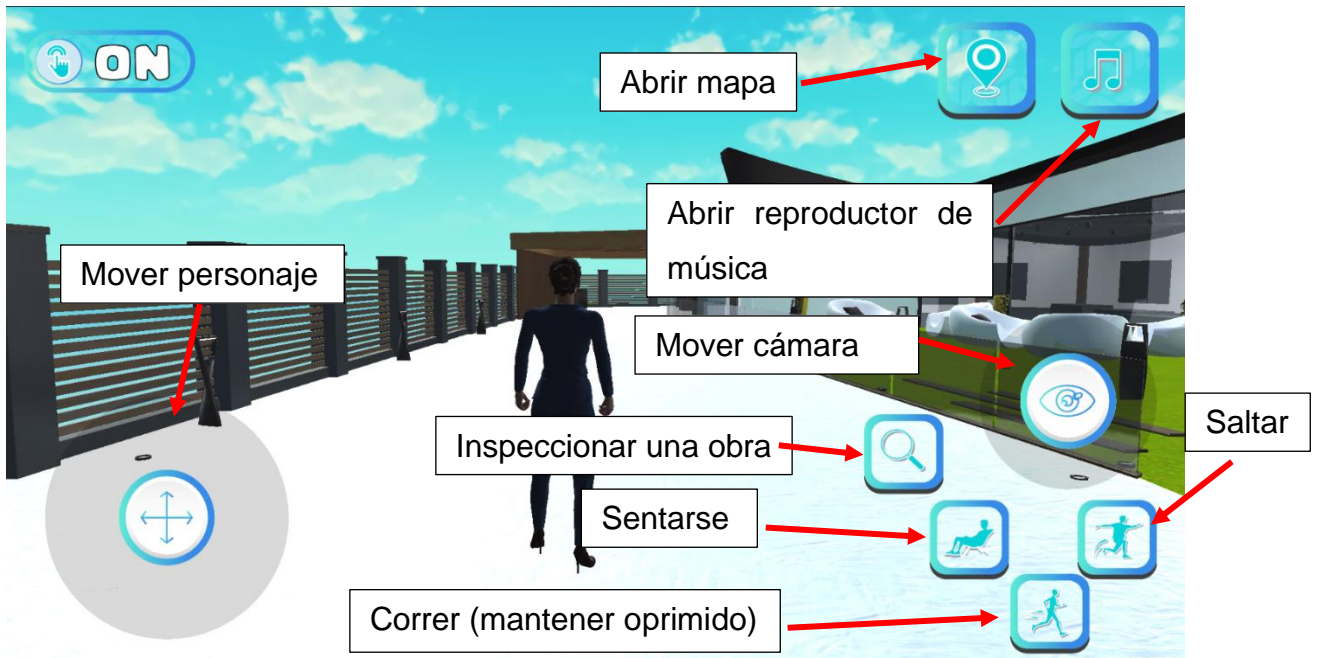 ON
Abrir mapa
Abrir reproductor de
música
Mover personaje
Mover cámara
Saltar
Inspeccionar una obra
Sentarse
Correr (mantener oprimido)